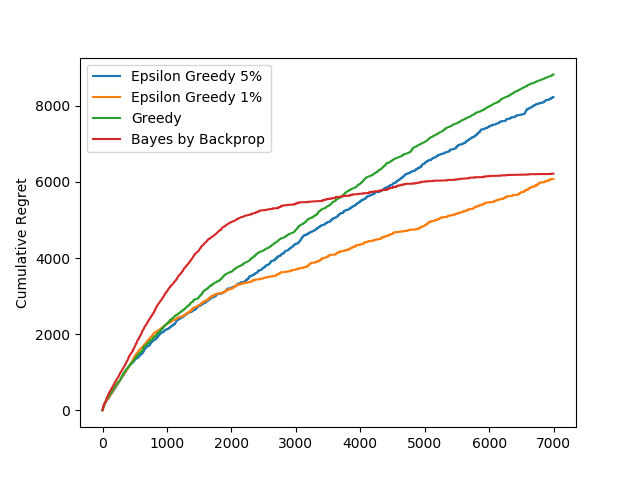 Epsilon Greedy 5%
Epsilon Greedy 1%
Greedy
Bayes by Backprop
Cumulative Regret
8000
6000
4000
2000
0
0 1000 2000 3000 4000 5000 6000 7000